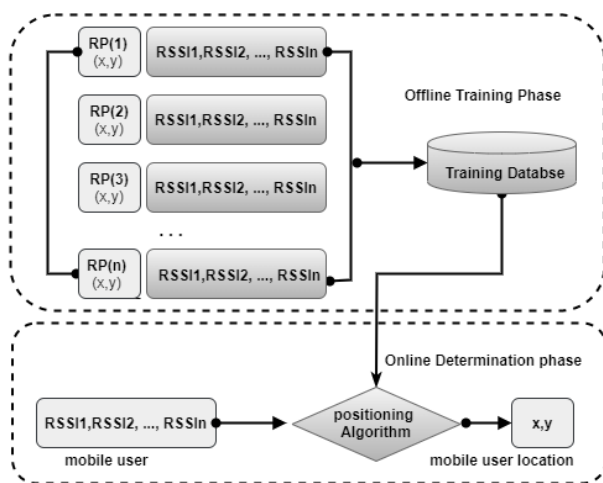 RP(1)
(x,y)
RSSI1,RSSI2, ..., RSSIn
RP(2)
(x,y)
RSSI1,RSSI2, ..., RSSIn
RP(3)
(x,y)
RSSI1,RSSI2, ..., RSSIn
...
RP(n)
(x,y)
RSSI1,RSSI2, ..., RSSIn
Offline Training Phase
Training Databse
Online Determination phase
RSSI1,RSSI2, ..., RSSIn
mobile user
positioning
Algorithm
x,y
mobile user location